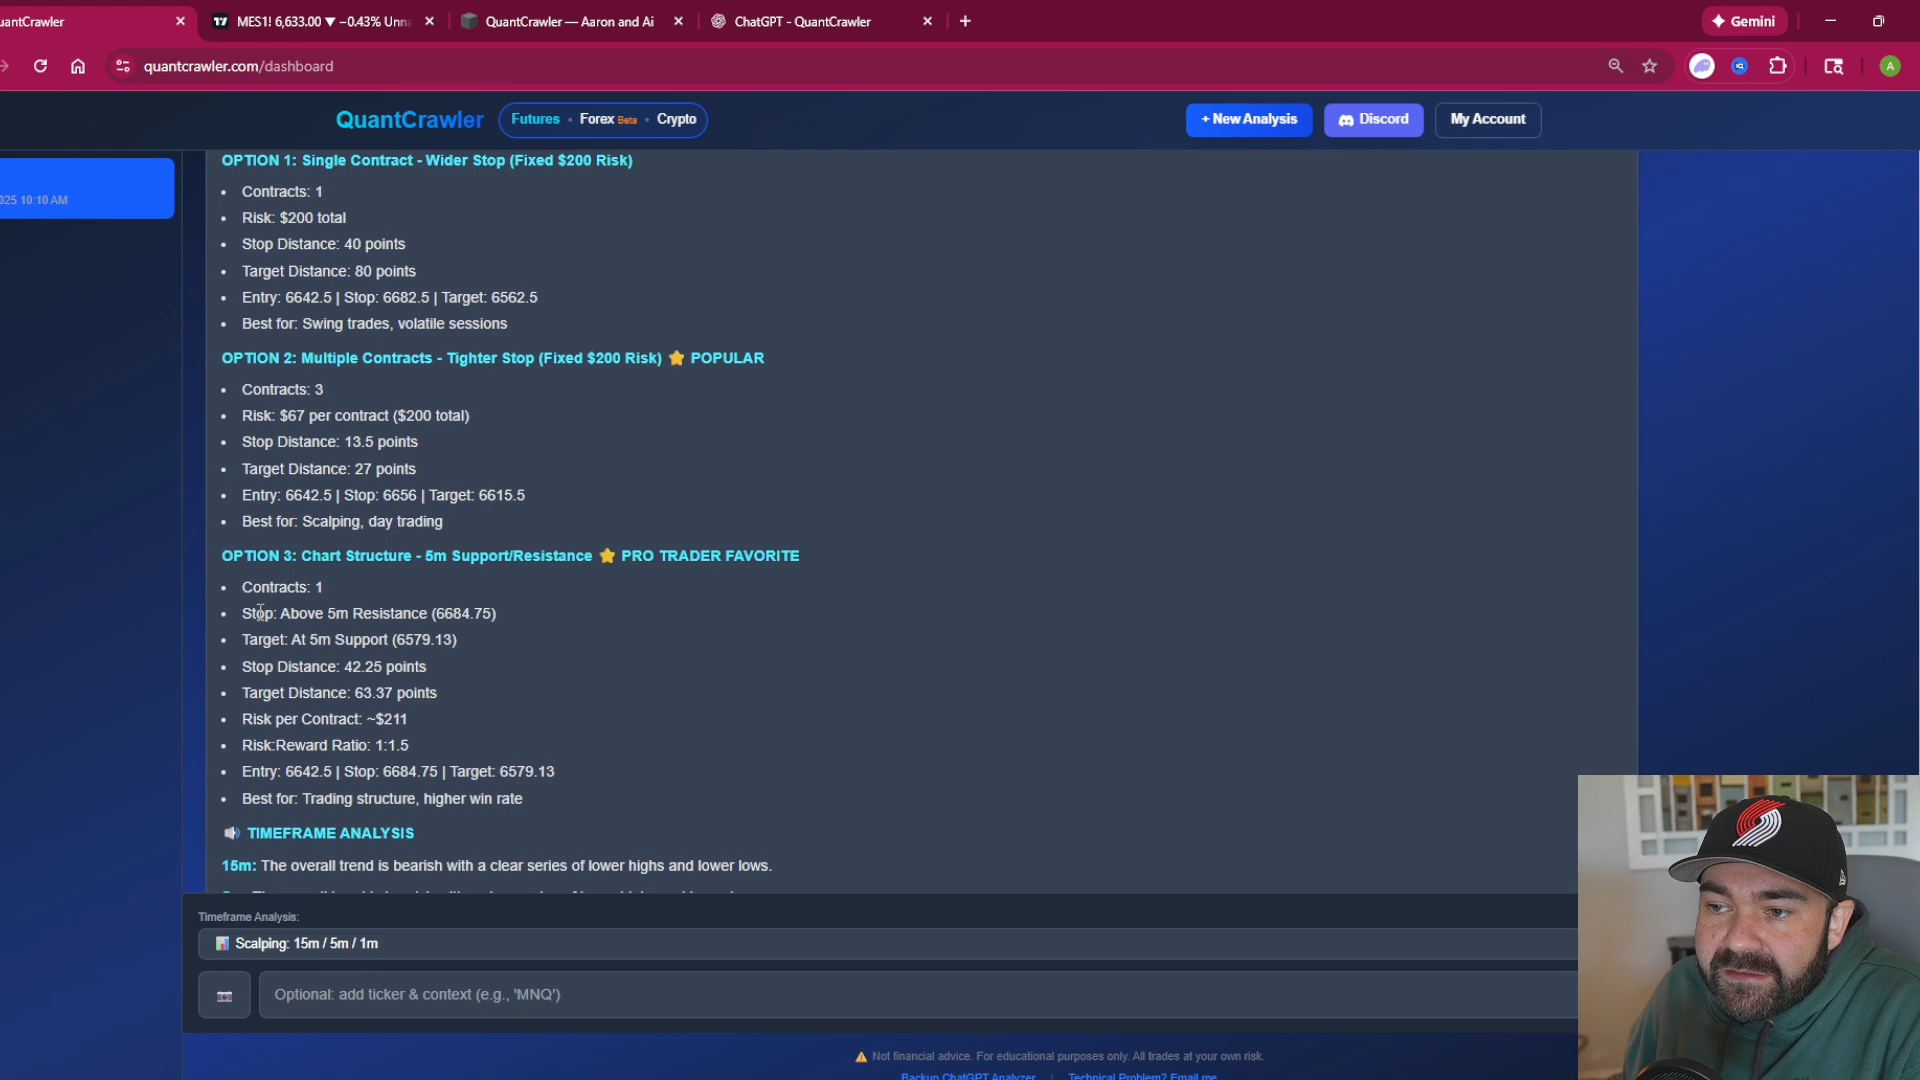 uantCrawler
MES1! 6,633.00 ▼ −0.43% Unna
QuantCrawler — Aaron and Ai
ChatGPT - QuantCrawler
Gemini
quantcrawler.com/dashboard
A
QuantCrawler
Futures • Forex Beta • Crypto
+ New Analysis
Discord
My Account
025 10:10 AM
OPTION 1: Single Contract - Wider Stop (Fixed $200 Risk)
• Contracts: 1
• Risk: $200 total
• Stop Distance: 40 points
• Target Distance: 80 points
• Entry: 6642.5 | Stop: 6682.5 | Target: 6562.5
• Best for: Swing trades, volatile sessions
OPTION 2: Multiple Contracts - Tighter Stop (Fixed $200 Risk) ⭐ POPULAR
• Contracts: 3
• Risk: $67 per contract ($200 total)
• Stop Distance: 13.5 points
• Target Distance: 27 points
• Entry: 6642.5 | Stop: 6656 | Target: 6615.5
• Best for: Scalping, day trading
OPTION 3: Chart Structure - 5m Support/Resistance ⭐ PRO TRADER FAVORITE
• Contracts: 1
• Stop: Above 5m Resistance (6684.75)
• Target: At 5m Support (6579.13)
• Stop Distance: 42.25 points
• Target Distance: 63.37 points
• Risk per Contract: ~$211
• Risk:Reward Ratio: 1:1.5
• Entry: 6642.5 | Stop: 6684.75 | Target: 6579.13
• Best for: Trading structure, higher win rate
🔊 TIMEFRAME ANALYSIS
15m: The overall trend is bearish with a clear series of lower highs and lower lows.
Timeframe Analysis:
📊 Scalping: 15m / 5m / 1m
Optional: add ticker & context (e.g., 'MNQ')
⚠ Not financial advice. For educational purposes only. All trades at your own risk.
Backup ChatGPT Analyzer | Technical Problem? Email me